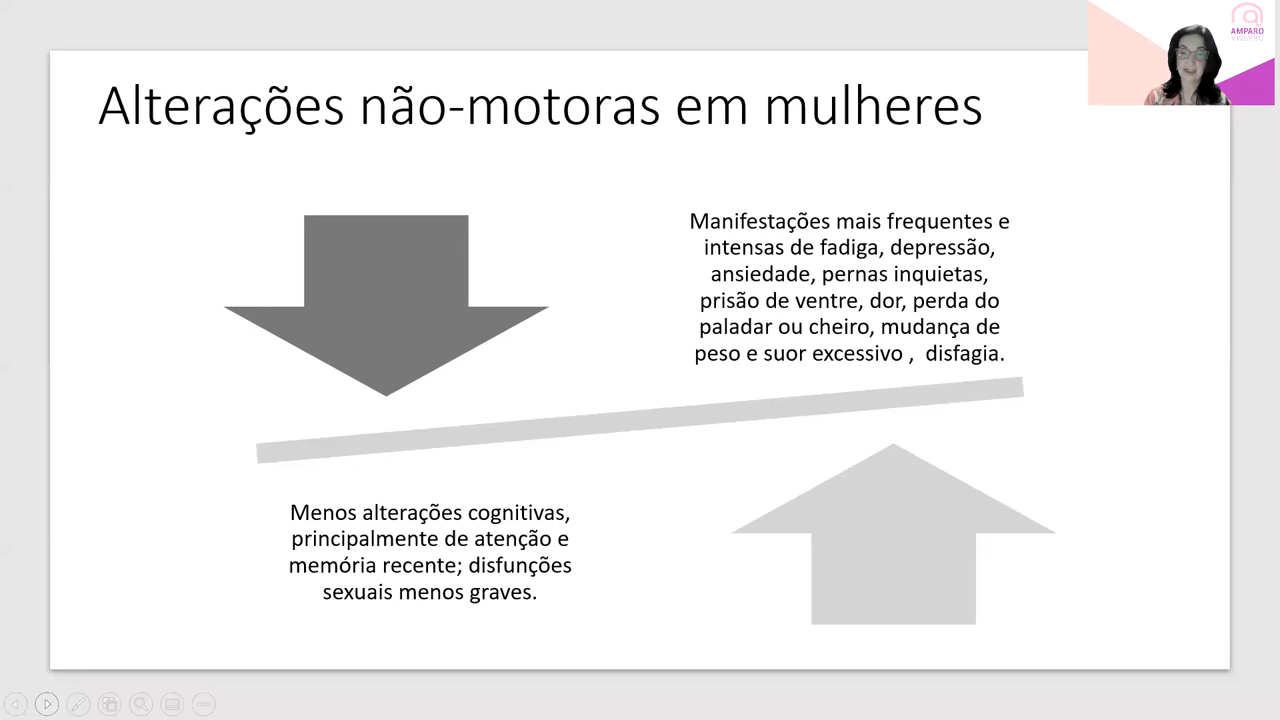 AMPARO
Alterações não-motoras em mulheres
Manifestações mais frequentes e
intensas de fadiga, depressão,
ansiedade, pernas inquietas,
prisão de ventre, dor, perda do
paladar ou cheiro, mudança de
peso e suor excessivo ,  disfagia.
Menos alterações cognitivas,
principalmente de atenção e
memória recente; disfunções
sexuais menos graves.